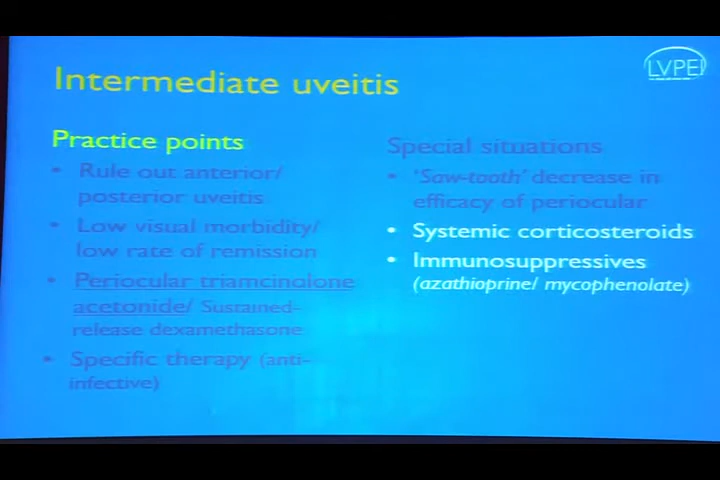 LVPEI
Intermediate uveitis
Practice points
• Rule out anterior/
posterior uveitis
• Low visual morbidity/
low rate of remission
• Periocular triamcinolone
acetonide/ Sustained-
release dexamethasone
• Specific therapy (anti-
infective)
Special situations
• ‘Saw-tooth’ decrease in
efficacy of periocular
• Systemic corticosteroids
• Immunosuppressives
(azathioprine/ mycophenolate)